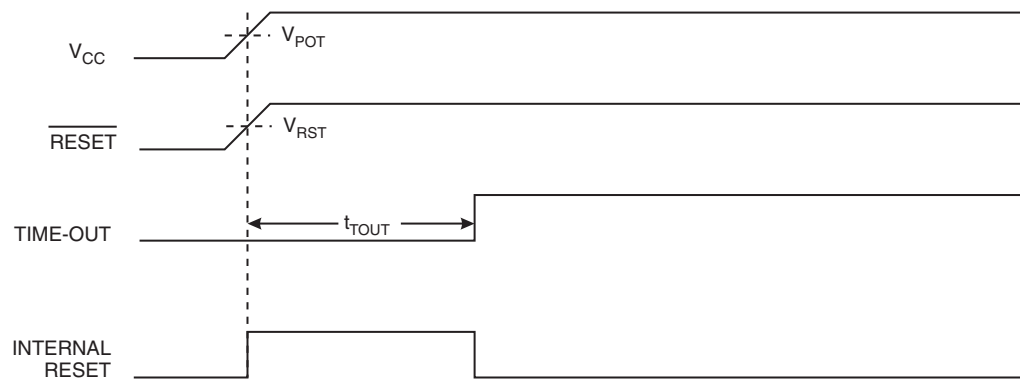 V_CC
V_POT
RESET
V_RST
TIME-OUT
t_TOUT
INTERNAL
RESET